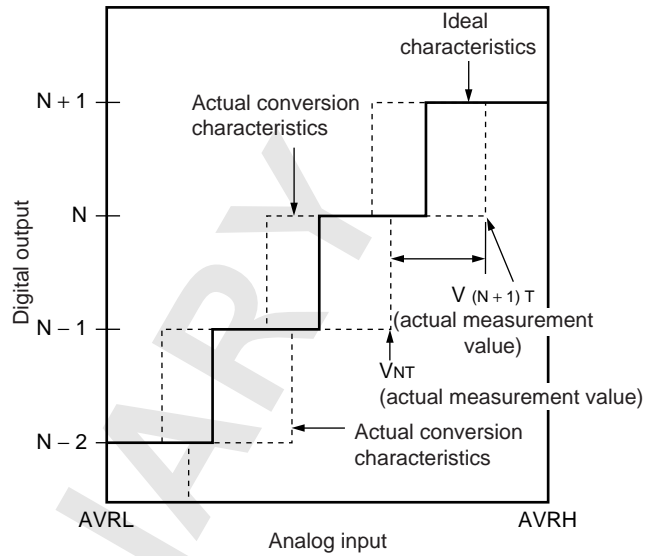 Ideal
characteristics
N + 1
Actual conversion
characteristics
N
Digital output
V (N + 1) T
(actual measurement
value)
N – 1
VNT
(actual measurement value)
Actual conversion
characteristics
N – 2
AVRL
AVRH
Analog input
IARY